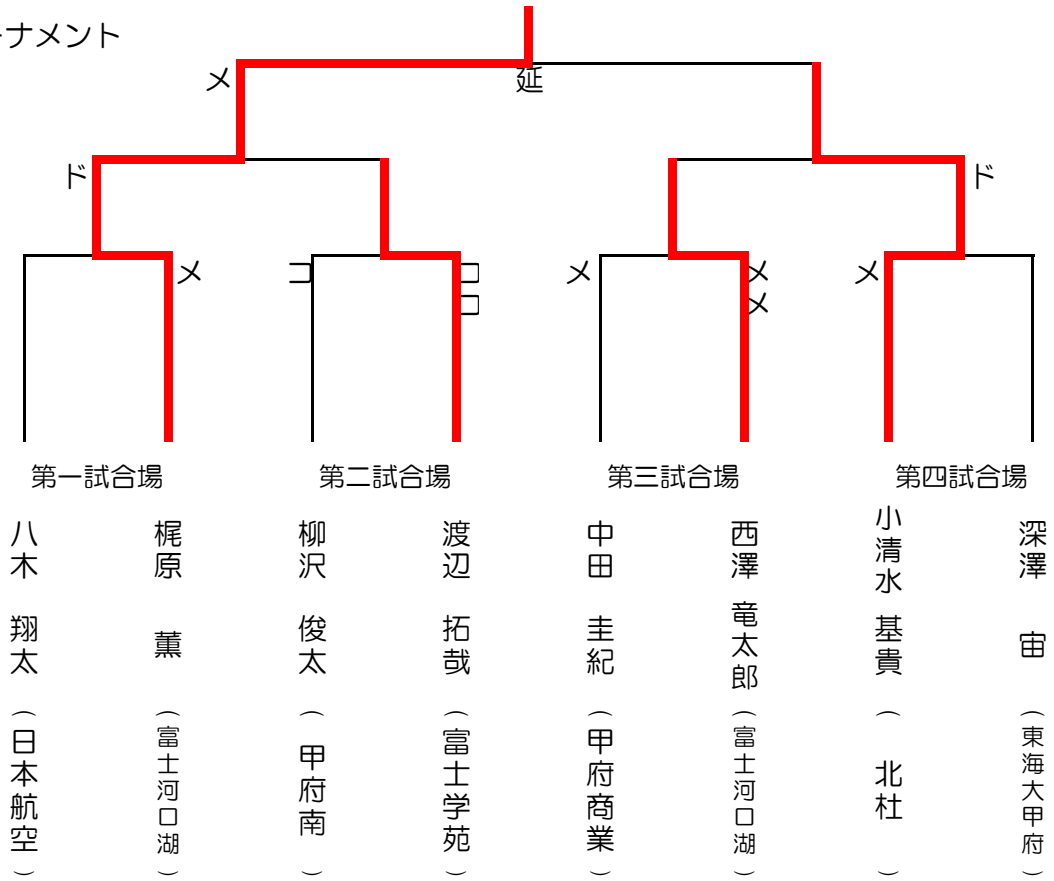 ーナメント
延
メ
ド
ド
メ
コ
コ
コ
メ
メ
メ
メ
第一試合場
第二試合場
第三試合場
第四試合場
八木 翔太 (日本航空)
梶原 薫 (富士河口湖)
柳沢 俊太 (甲府南)
渡辺 拓哉 (富士学苑)
中田 圭紀 (甲府商業)
西澤 竜太郎 (富士河口湖)
小清水 基貴 (北杜)
深澤 宙 (東海大甲府)